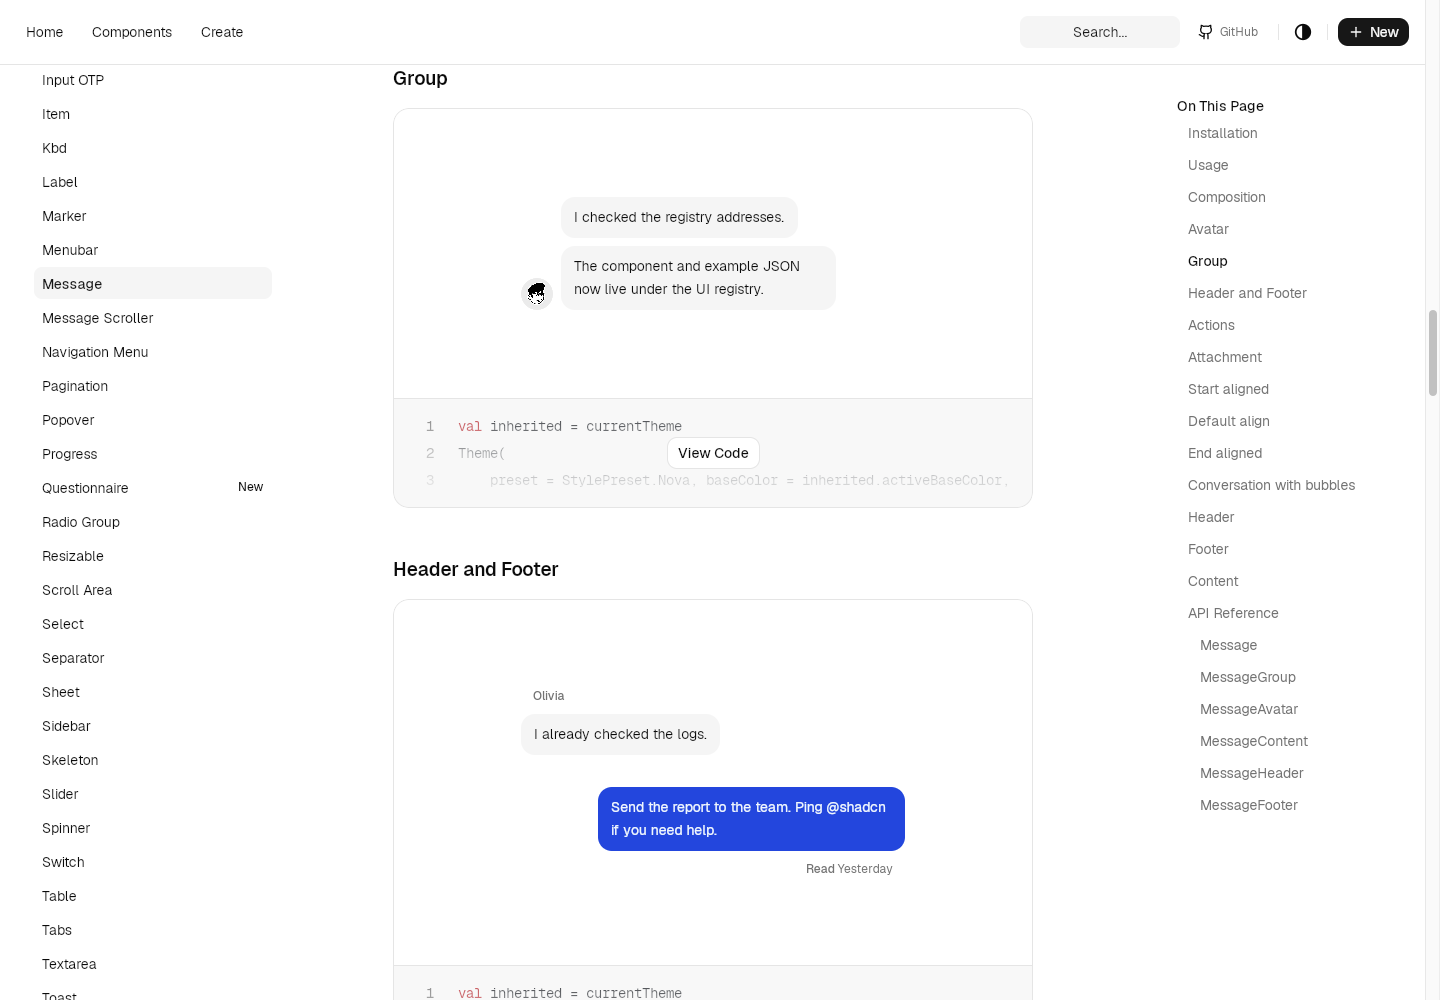 Home
Components
Create
Search...
GitHub
New
Input OTP
Item
Kbd
Label
Marker
Menubar
Message
Message Scroller
Navigation Menu
Pagination
Popover
Progress
Questionnaire New
Radio Group
Resizable
Scroll Area
Select
Separator
Sheet
Sidebar
Skeleton
Slider
Spinner
Switch
Table
Tabs
Textarea
Toast
Group
I checked the registry addresses.
The component and example JSON
now live under the UI registry.
1 val inherited = currentTheme
2 Theme(
View Code
3 preset = StylePreset.Nova, baseColor = inherited.activeBaseColor,
Header and Footer
Olivia
I already checked the logs.
Send the report to the team. Ping @shadcn
if you need help.
Read Yesterday
1 val inherited = currentTheme
On This Page
Installation
Usage
Composition
Avatar
Group
Header and Footer
Actions
Attachment
Start aligned
Default align
End aligned
Conversation with bubbles
Header
Footer
Content
API Reference
Message
MessageGroup
MessageAvatar
MessageContent
MessageHeader
MessageFooter